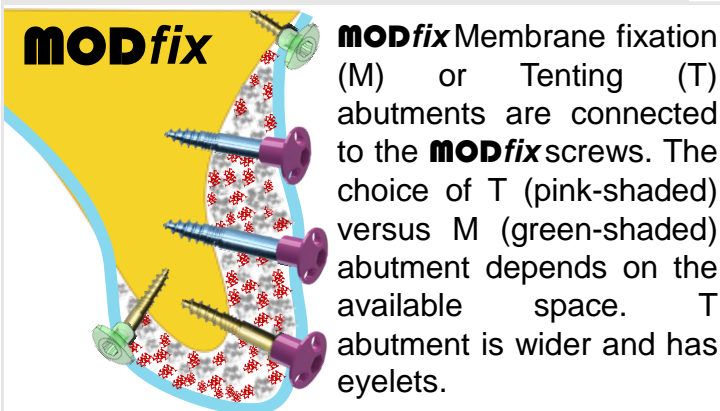 MODfix
MODfix Membrane fixation
(M) or Tenting (T)
abutments are connected
to the MODfix screws. The
choice of T (pink-shaded)
versus M (green-shaded)
abutment depends on the
available space. T
abutment is wider and has
eyelets.